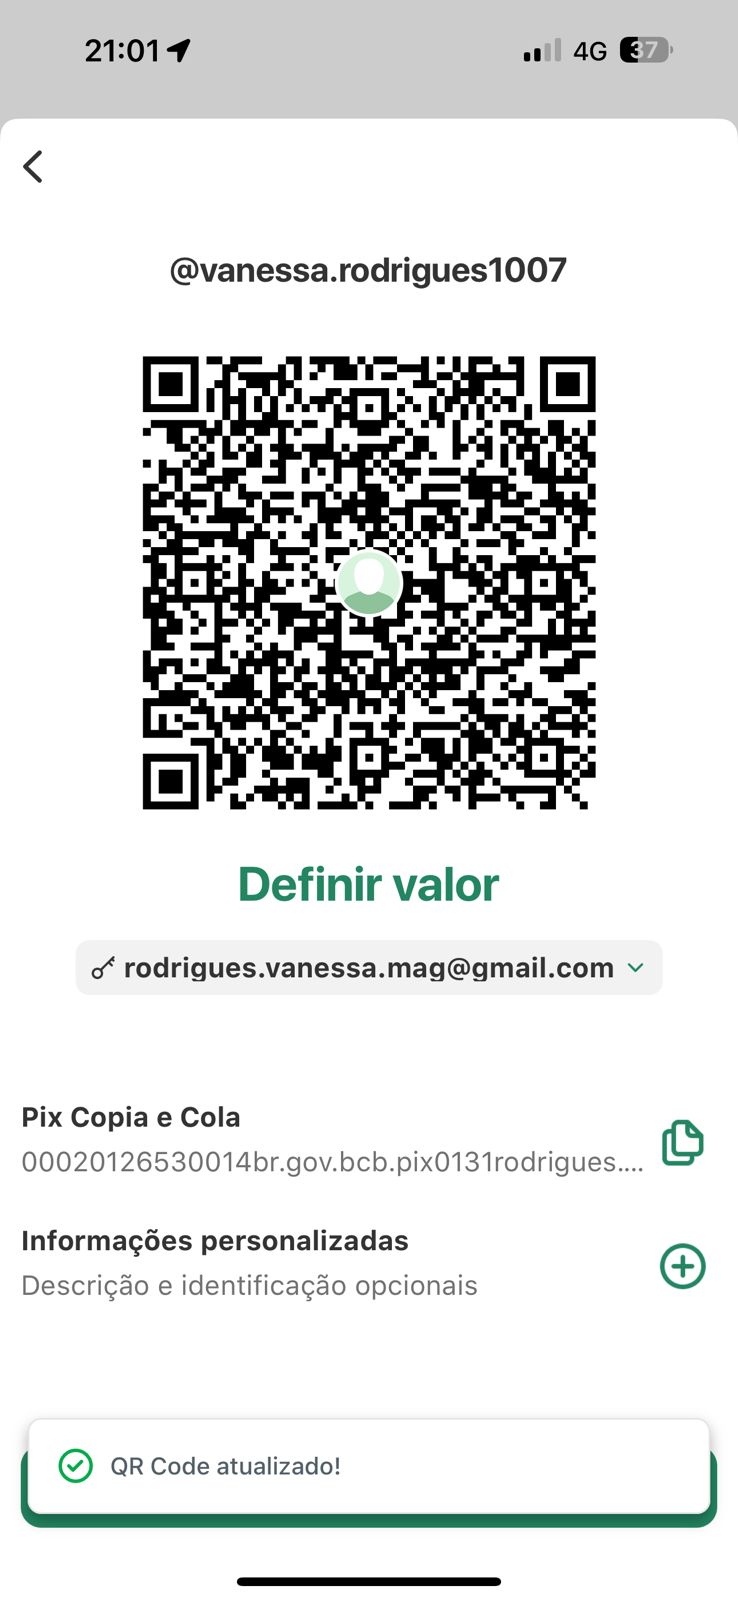 21:01
4G 37
@vanessa.rodrigues1007
Definir valor
rodrigues.vanessa.mag@gmail.com
Pix Copia e Cola
00020126530014br.gov.bcb.pix0131rodrigues....
Informações personalizadas
Descrição e identificação opcionais
QR Code atualizado!